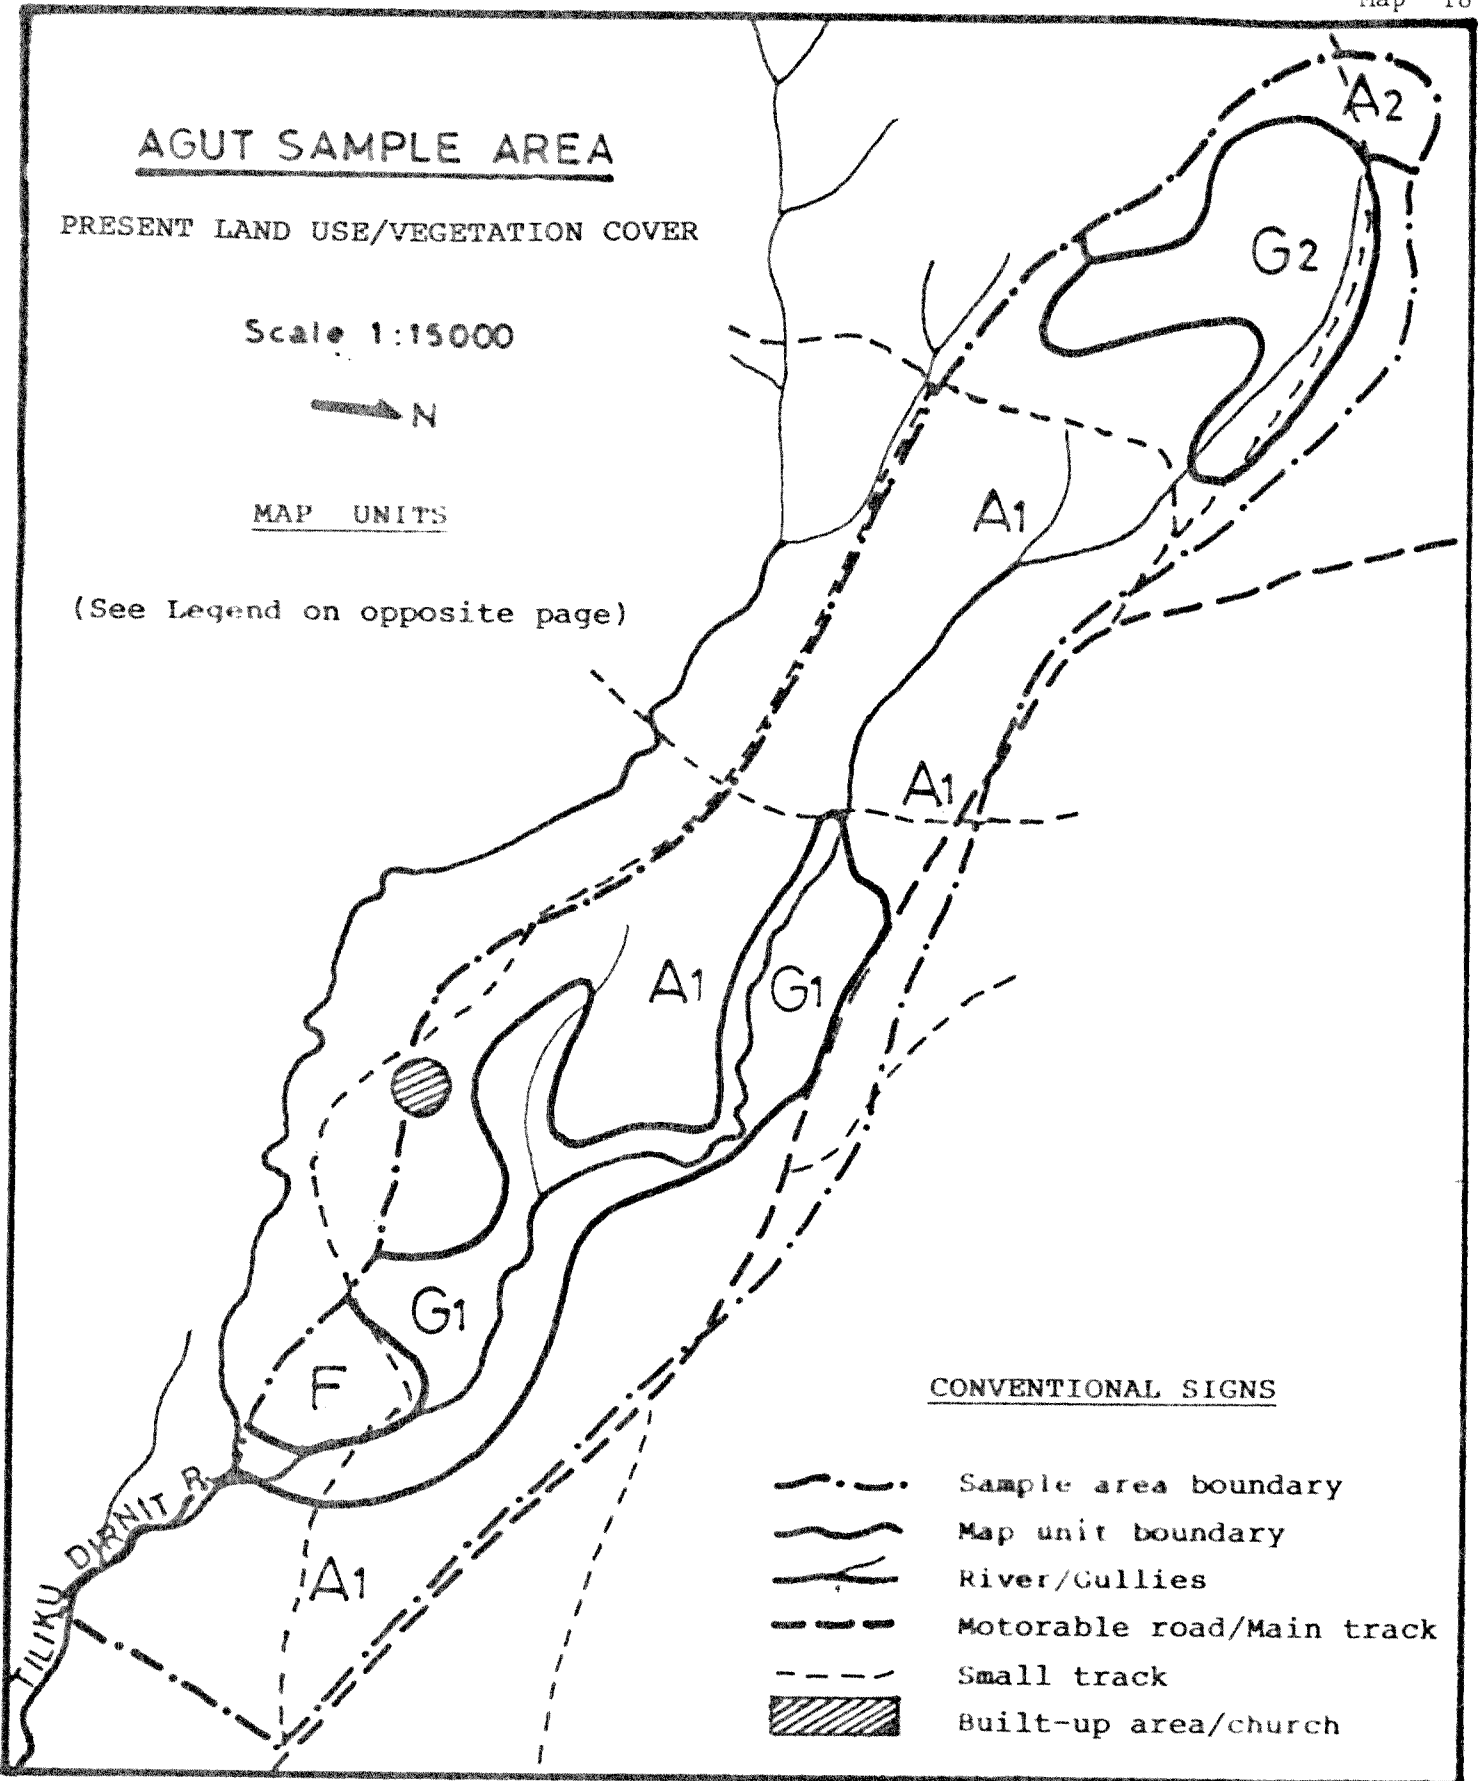 Map 18
AGUT SAMPLE AREA
PRESENT LAND USE/VEGETATION COVER
Scale 1:15000
N
MAP UNITS
(See Legend on opposite page)
A2
G2
A1
A1
A1
G1
G1
F
A1
TILIKU DIRNIT R.
CONVENTIONAL SIGNS
Sample area boundary
Map unit boundary
River/Gullies
Motorable road/Main track
Small track
Built-up area/church